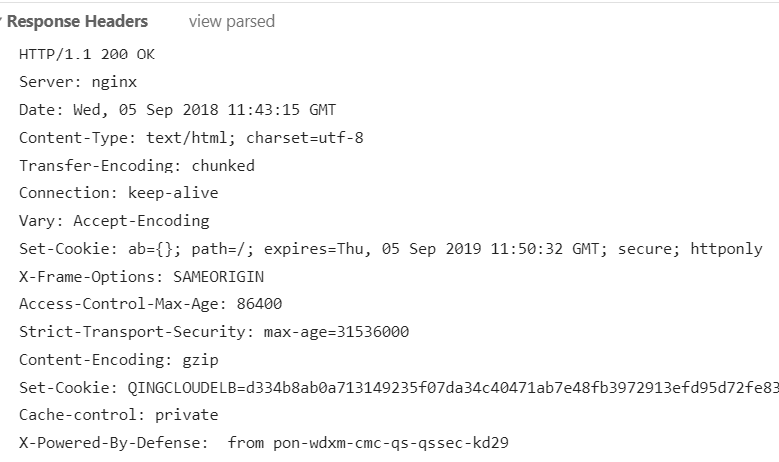 Response Headers view parsed
HTTP/1.1 200 OK
Server: nginx
Date: Wed, 05 Sep 2018 11:43:15 GMT
Content-Type: text/html; charset=utf-8
Transfer-Encoding: chunked
Connection: keep-alive
Vary: Accept-Encoding
Set-Cookie: ab={}; path=/; expires=Thu, 05 Sep 2019 11:50:32 GMT; secure; httponly
X-Frame-Options: SAMEORIGIN
Access-Control-Max-Age: 86400
Strict-Transport-Security: max-age=31536000
Content-Encoding: gzip
Set-Cookie: QINGCLOUDELB=d334b8ab0a713149235f07da34c40471ab7e48fb3972913efd95d72fe83
Cache-control: private
X-Powered-By-Defense:  from pon-wdxm-cmc-qs-qssec-kd29